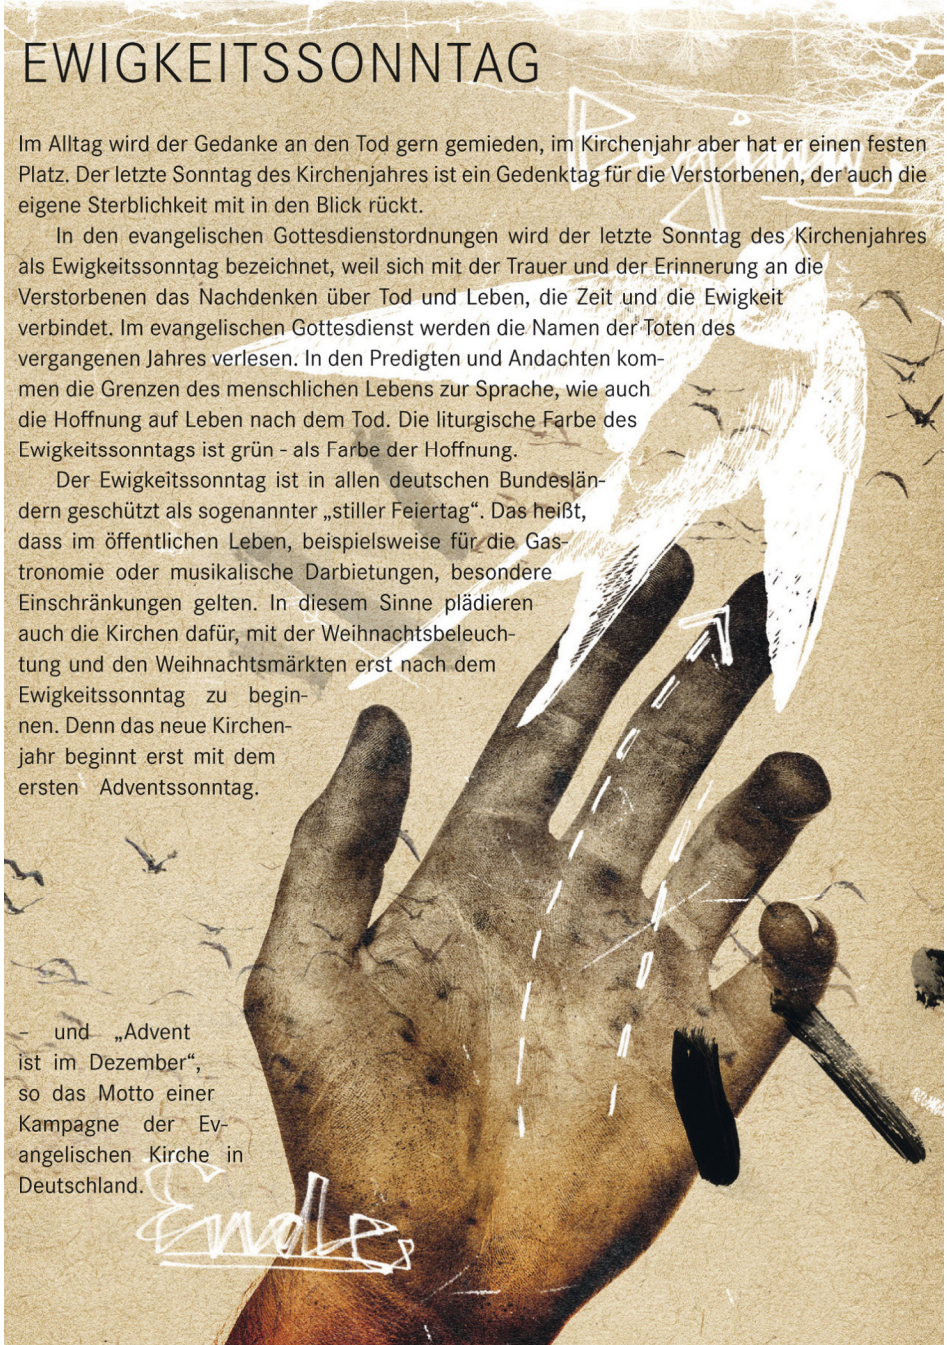 EWIGKEITSSONNTAG
Beginn
Im Alltag wird der Gedanke an den Tod gern gemieden, im Kirchenjahr aber hat er einen festen
Platz. Der letzte Sonntag des Kirchenjahres ist ein Gedenktag für die Verstorbenen, der auch die
eigene Sterblichkeit mit in den Blick rückt.
In den evangelischen Gottesdienstordnungen wird der letzte Sonntag des Kirchenjahres
als Ewigkeitssonntag bezeichnet, weil sich mit der Trauer und der Erinnerung an die
Verstorbenen das Nachdenken über Tod und Leben, die Zeit und die Ewigkeit
verbindet. Im evangelischen Gottesdienst werden die Namen der Toten des
vergangenen Jahres verlesen. In den Predigten und Andachten kom-
men die Grenzen des menschlichen Lebens zur Sprache, wie auch
die Hoffnung auf Leben nach dem Tod. Die liturgische Farbe des
Ewigkeitssonntags ist grün - als Farbe der Hoffnung.
Der Ewigkeitssonntag ist in allen deutschen Bundeslän-
dern geschützt als sogenannter „stiller Feiertag“. Das heißt,
dass im öffentlichen Leben, beispielsweise für die Gas-
tronomie oder musikalische Darbietungen, besondere
Einschränkungen gelten. In diesem Sinne plädieren
auch die Kirchen dafür, mit der Weihnachtsbeleuch-
tung und den Weihnachtsmärkten erst nach dem
Ewigkeitssonntag zu begin-
nen. Denn das neue Kirchen-
jahr beginnt erst mit dem
ersten Adventssonntag.
- und „Advent
ist im Dezember“,
so das Motto einer
Kampagne der Ev-
angelischen Kirche in
Deutschland.
Ende